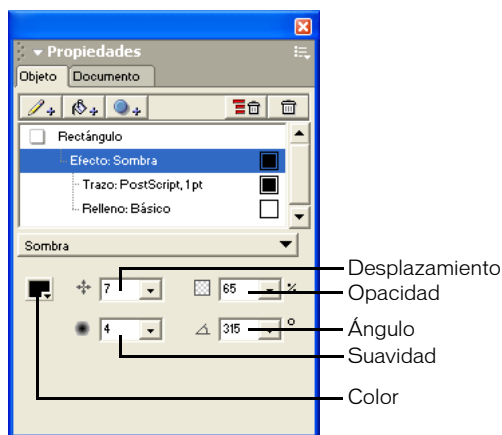 Propiedades
Objeto Documento
Rectángulo
Efecto: Sombra
Trazo: PostScript, 1 pt
Relleno: Básico
Sombra
7 65 %
Desplazamiento
Opacidad
4 315 °
Ángulo
Suavidad
Color